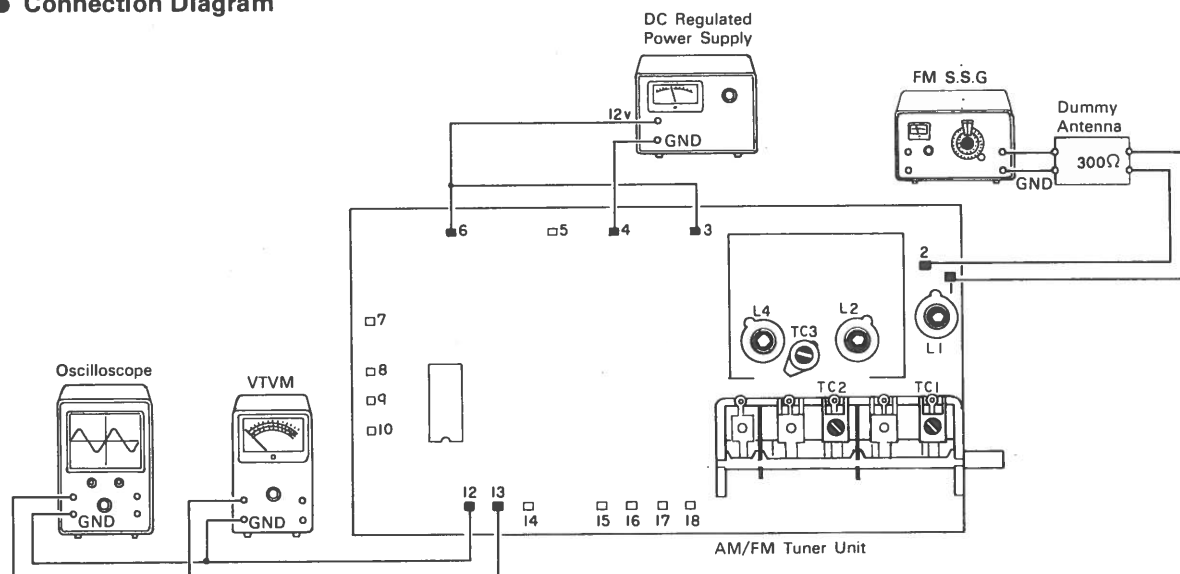 Connection Diagram
DC Regulated
Power Supply
12v
GND
FM S.S.G
GND
Dummy
Antenna
300Ω
6
5
4
3
2
1
L4
TC3
L2
L1
7
8
9
10
TC2
TC1
Oscilloscope
GND
VTVM
GND
12
13
14
15
16
17
18
AM/FM Tuner Unit